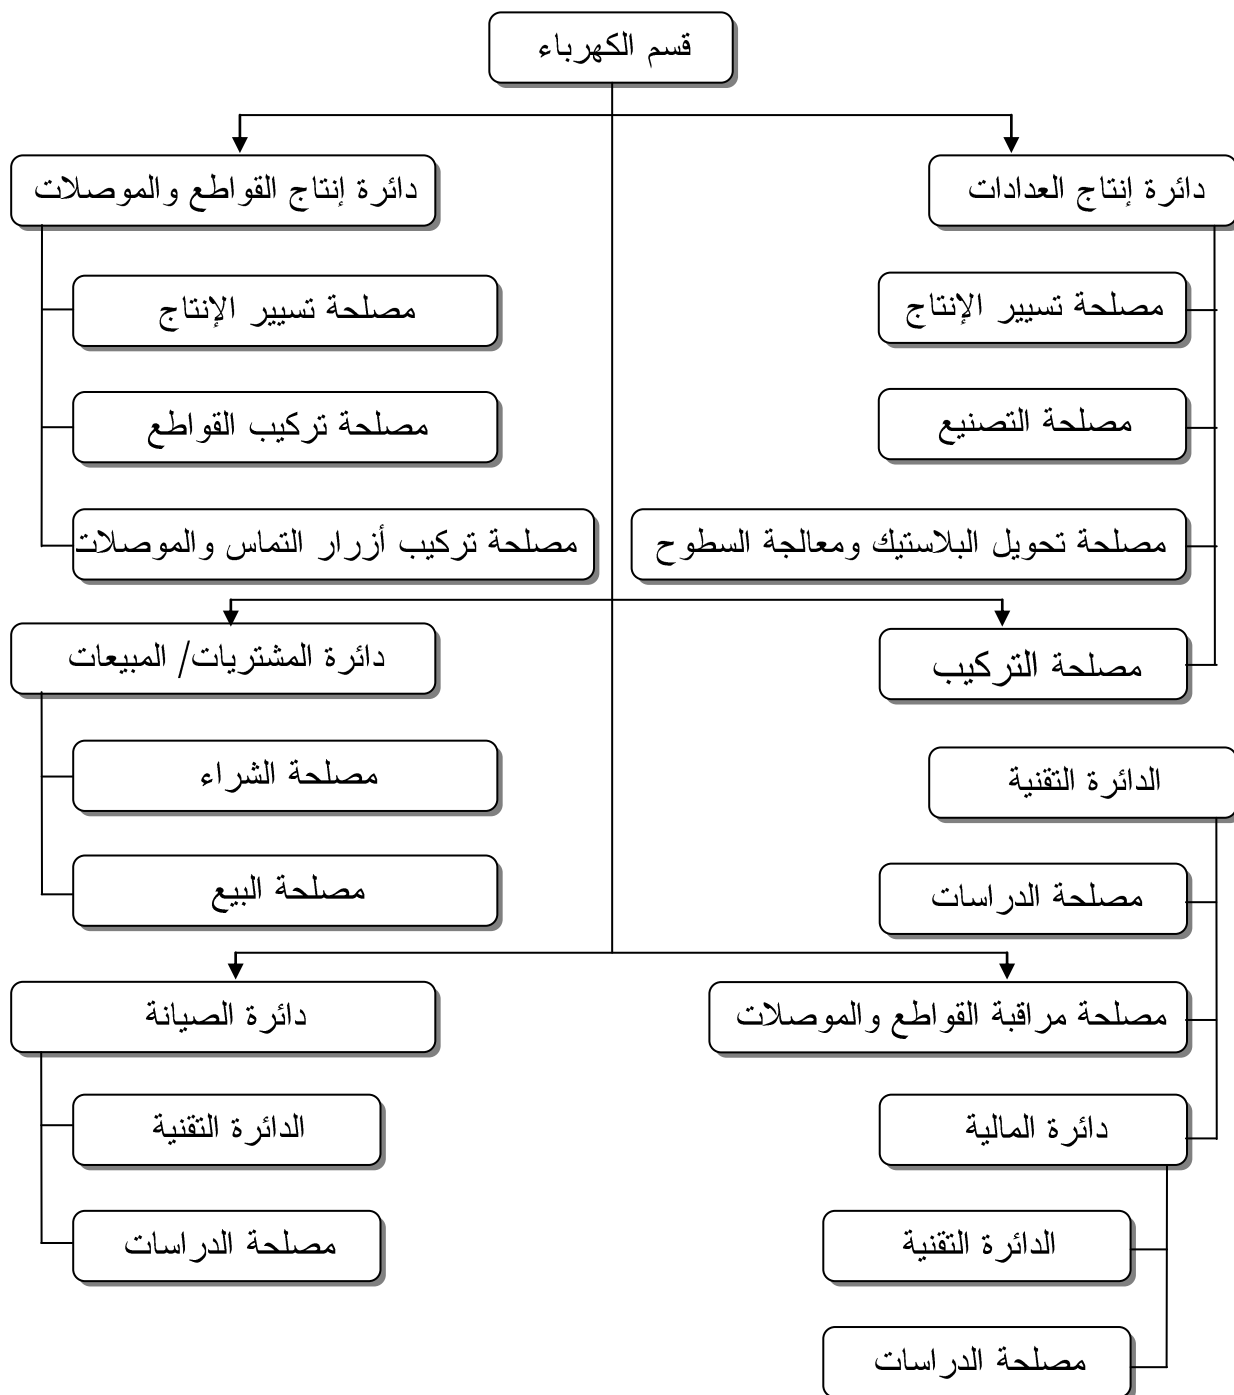 قسم الكهرباء
دائرة إنتاج العدادات
دائرة إنتاج القواطع والموصلات
مصلحة تسيير الإنتاج
مصلحة تسيير الإنتاج
مصلحة التصنيع
مصلحة تركيب القواطع
مصلحة تحويل البلاستيك ومعالجة السطوح
مصلحة تركيب أزرار التماس والموصلات
مصلحة التركيب
دائرة المشتريات/ المبيعات
الدائرة التقنية
مصلحة الشراء
مصلحة الدراسات
مصلحة البيع
مصلحة مراقبة القواطع والموصلات
دائرة الصيانة
دائرة المالية
الدائرة التقنية
الدائرة التقنية
مصلحة الدراسات
مصلحة الدراسات